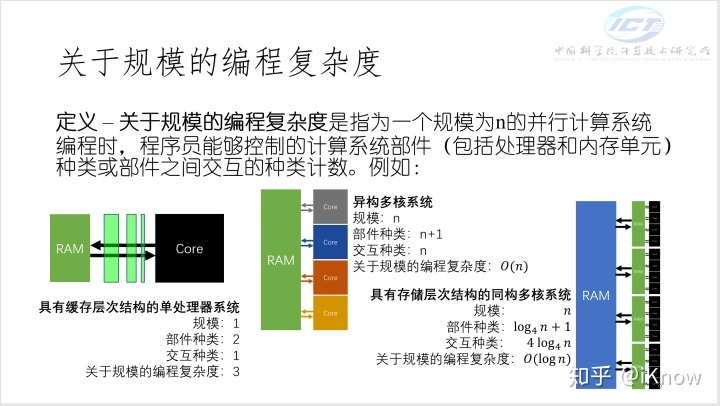 ICT
中国科学院计算技术研究所
关于规模的编程复杂度
定义 – 关于规模的编程复杂度是指为一个规模为n的并行计算系统
编程时，程序员能够控制的计算系统部件（包括处理器和内存单元）
种类或部件之间交互的种类计数。例如：
RAM
Core
具有缓存层次结构的单处理器系统
规模：1
部件种类：2
交互种类：1
关于规模的编程复杂度：3
RAM
Core
Core
Core
Core
异构多核系统
规模：n
部件种类：n+1
交互种类：n
关于规模的编程复杂度：O(n)
具有存储层次结构的同构多核系统
规模： n
部件种类：log₄ n + 1
交互种类： 4 log₄ n
关于规模的编程复杂度：O(log n)
RAM
知乎 @iKnow